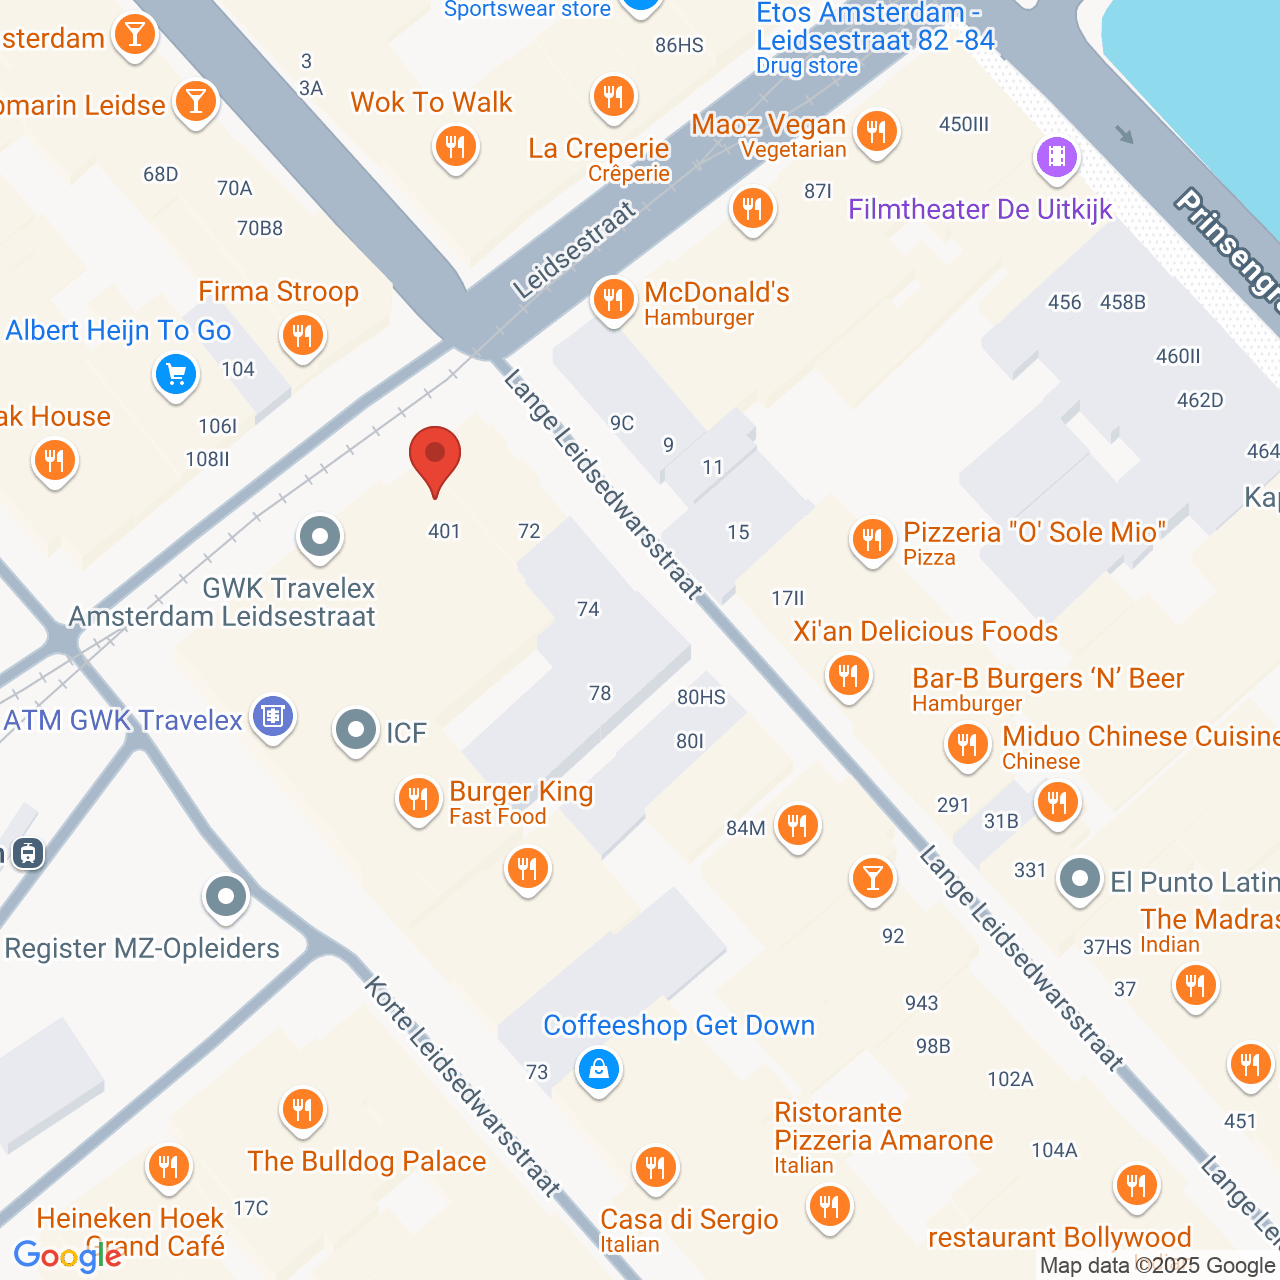 Sportswear store
Etos Amsterdam -
Leidsestraat 82 -84
Drug store
86HS
sterdam
3
3A
Wok To Walk
marin Leidse
La Creperie
Crêperie
Maoz Vegan
Vegetarian
450III
68D
70A
70B8
87I
Filmtheater De Uitkijk
Prinsengra
Leidsestraat
Firma Stroop
McDonald's
Hamburger
456
458B
Albert Heijn To Go
104
460II
462D
ak House
106I
108II
9C
9
11
464
Lange Leidsedwarsstraat
Kap
401
72
15
Pizzeria "O' Sole Mio"
Pizza
GWK Travelex
Amsterdam Leidsestraat
74
17II
Xi'an Delicious Foods
78
80HS
80I
Bar-B Burgers ‘N’ Beer
Hamburger
ATM GWK Travelex
ICF
Miduo Chinese Cuisine
Chinese
Burger King
Fast Food
291
31B
84M
331
El Punto Latin
Lange Leidsedwarsstraat
The Madras
Indian
92
37HS
37
Register MZ-Opleiders
Korte Leidsedwarsstraat
943
98B
Coffeeshop Get Down
73
102A
451
Ristorante
Pizzeria Amarone
Italian
104A
The Bulldog Palace
17C
Heineken Hoek
Grand Café
Casa di Sergio
Italian
restaurant Bollywood
Lange Lei
Google
Map data ©2025 Google